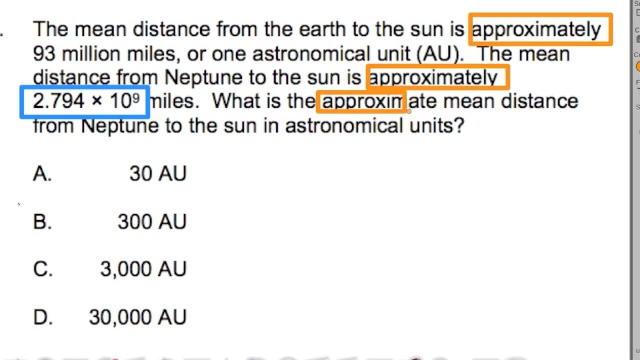 The mean distance from the earth to the sun is approximately
93 million miles, or one astronomical unit (AU). The mean
distance from Neptune to the sun is approximately
2.794 × 10⁹ miles. What is the approximate mean distance
from Neptune to the sun in astronomical units?
A. 30 AU
B. 300 AU
C. 3,000 AU
D. 30,000 AU